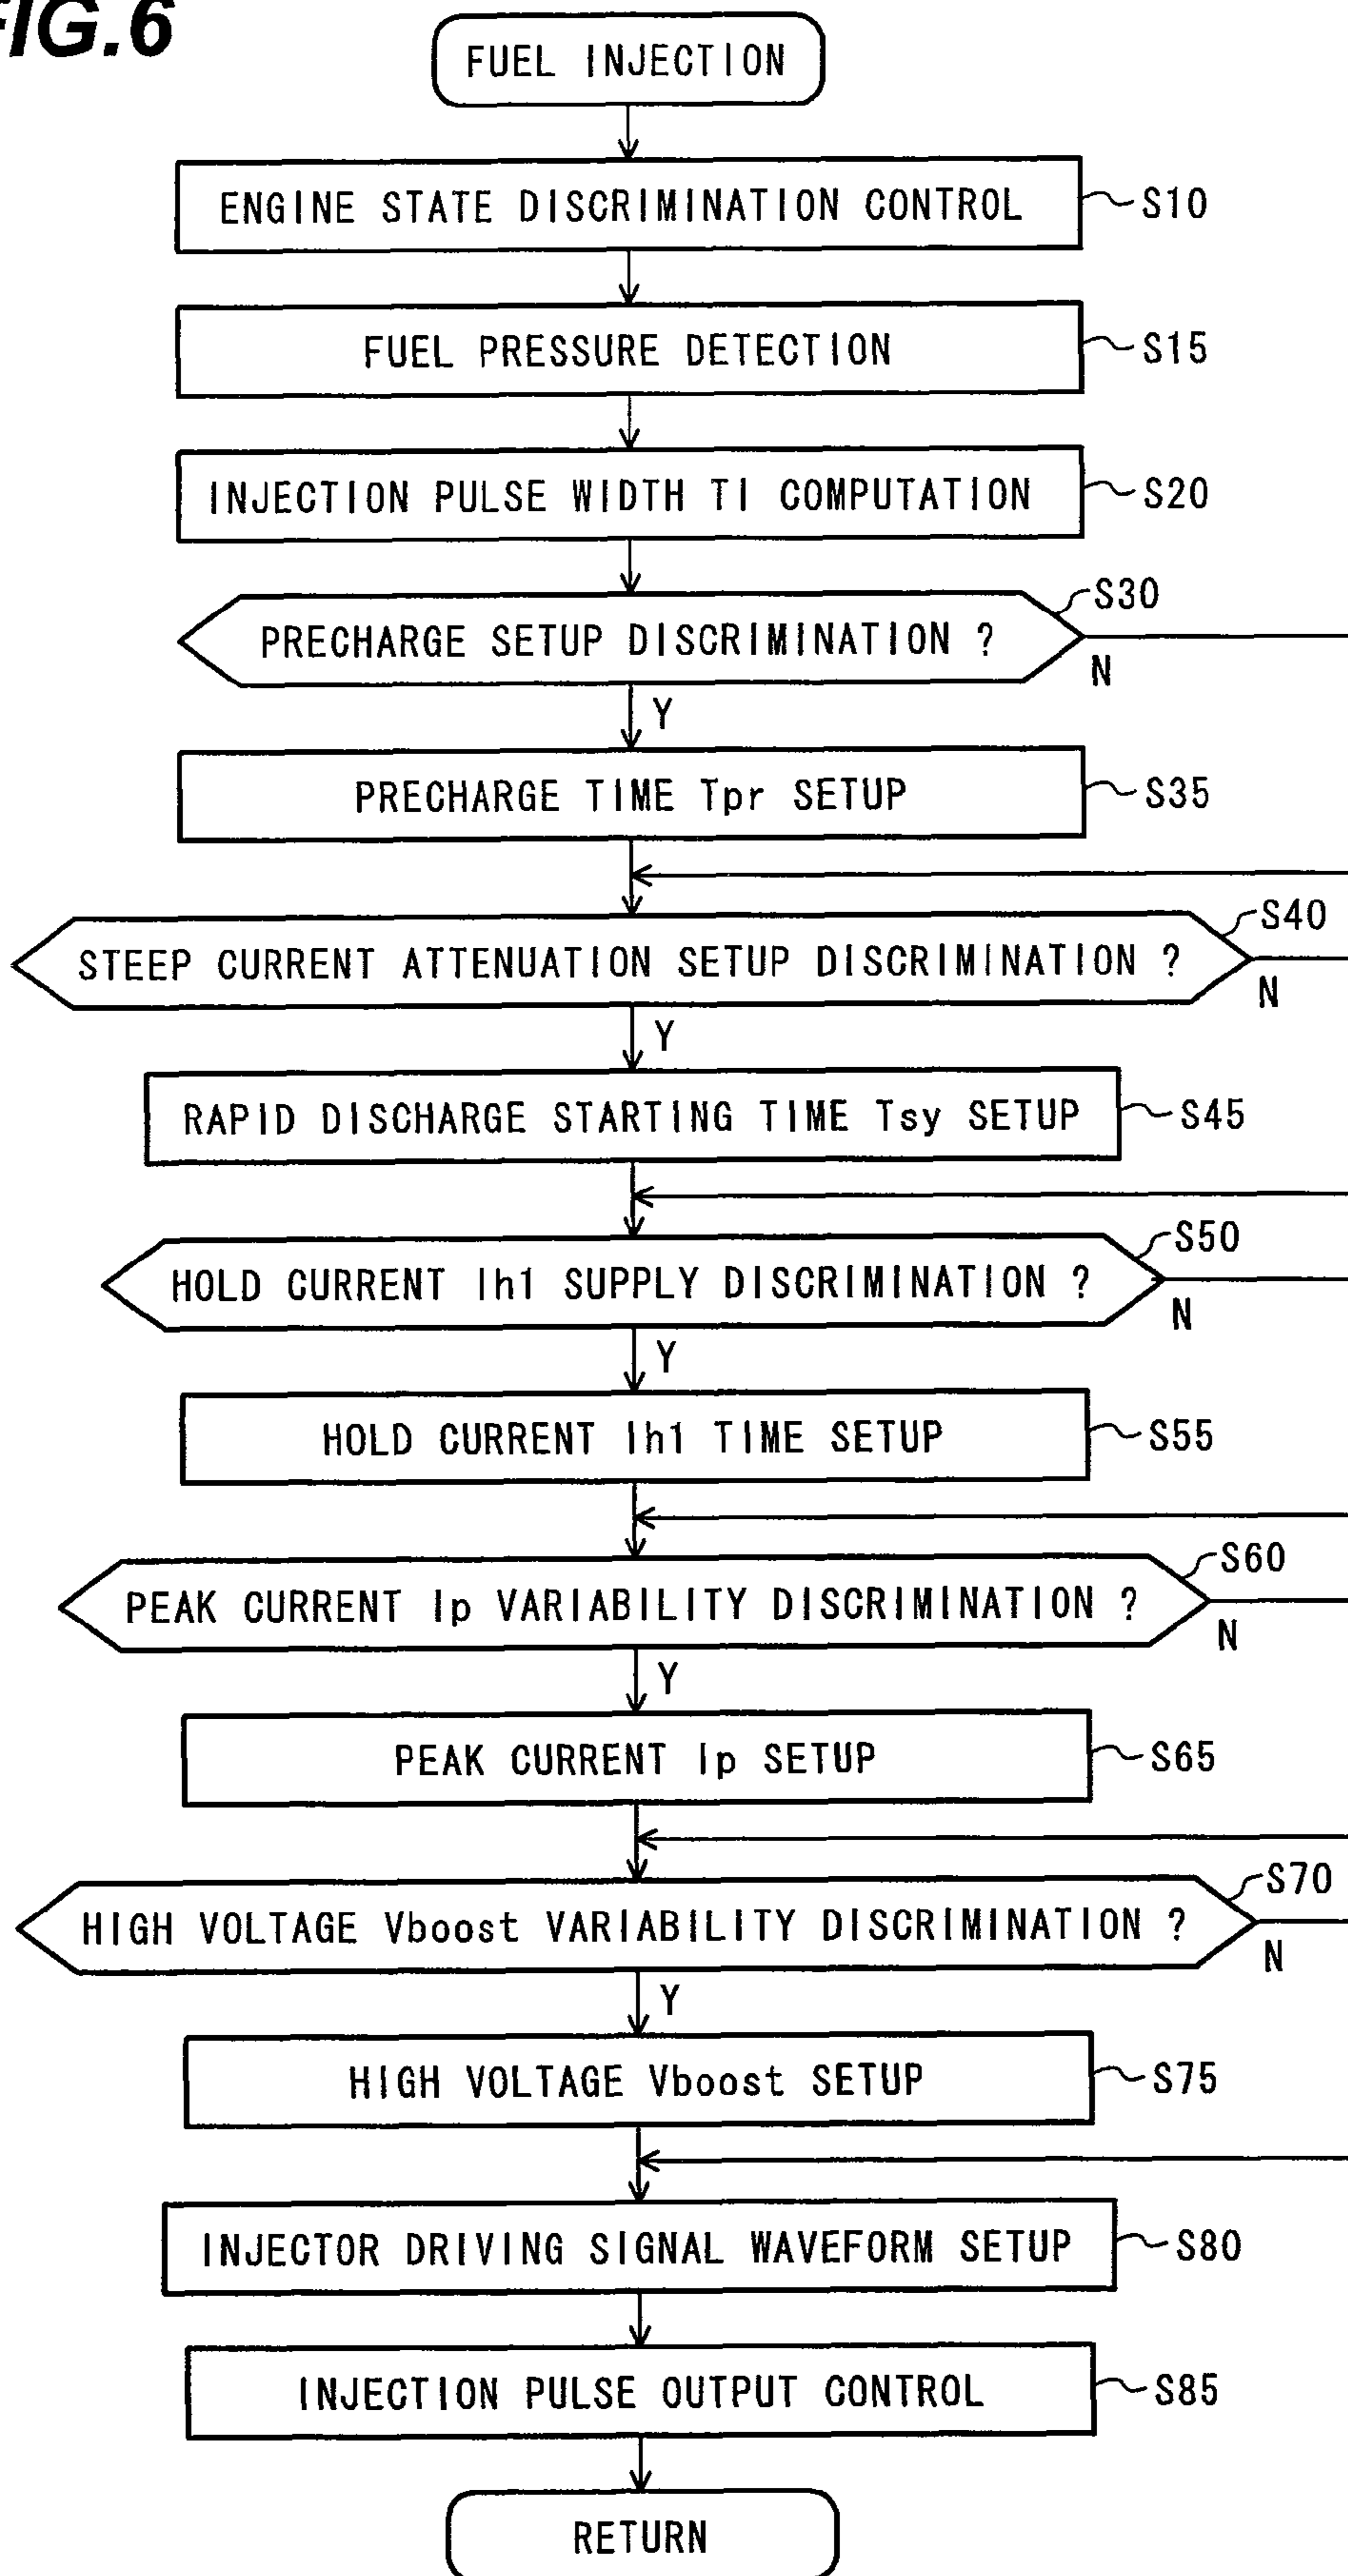 FIG.6
FUEL INJECTION
ENGINE STATE DISCRIMINATION CONTROL
S10
FUEL PRESSURE DETECTION
S15
INJECTION PULSE WIDTH TI COMPUTATION
S20
PRECHARGE SETUP DISCRIMINATION ?
S30
N
Y
PRECHARGE TIME Tpr SETUP
S35
STEEP CURRENT ATTENUATION SETUP DISCRIMINATION ?
S40
N
Y
RAPID DISCHARGE STARTING TIME Tsy SETUP
S45
HOLD CURRENT Ih1 SUPPLY DISCRIMINATION ?
S50
N
Y
HOLD CURRENT Ih1 TIME SETUP
S55
PEAK CURRENT Ip VARIABILITY DISCRIMINATION ?
S60
N
Y
PEAK CURRENT Ip SETUP
S65
HIGH VOLTAGE Vboost VARIABILITY DISCRIMINATION ?
S70
N
Y
HIGH VOLTAGE Vboost SETUP
S75
INJECTOR DRIVING SIGNAL WAVEFORM SETUP
S80
INJECTION PULSE OUTPUT CONTROL
S85
RETURN